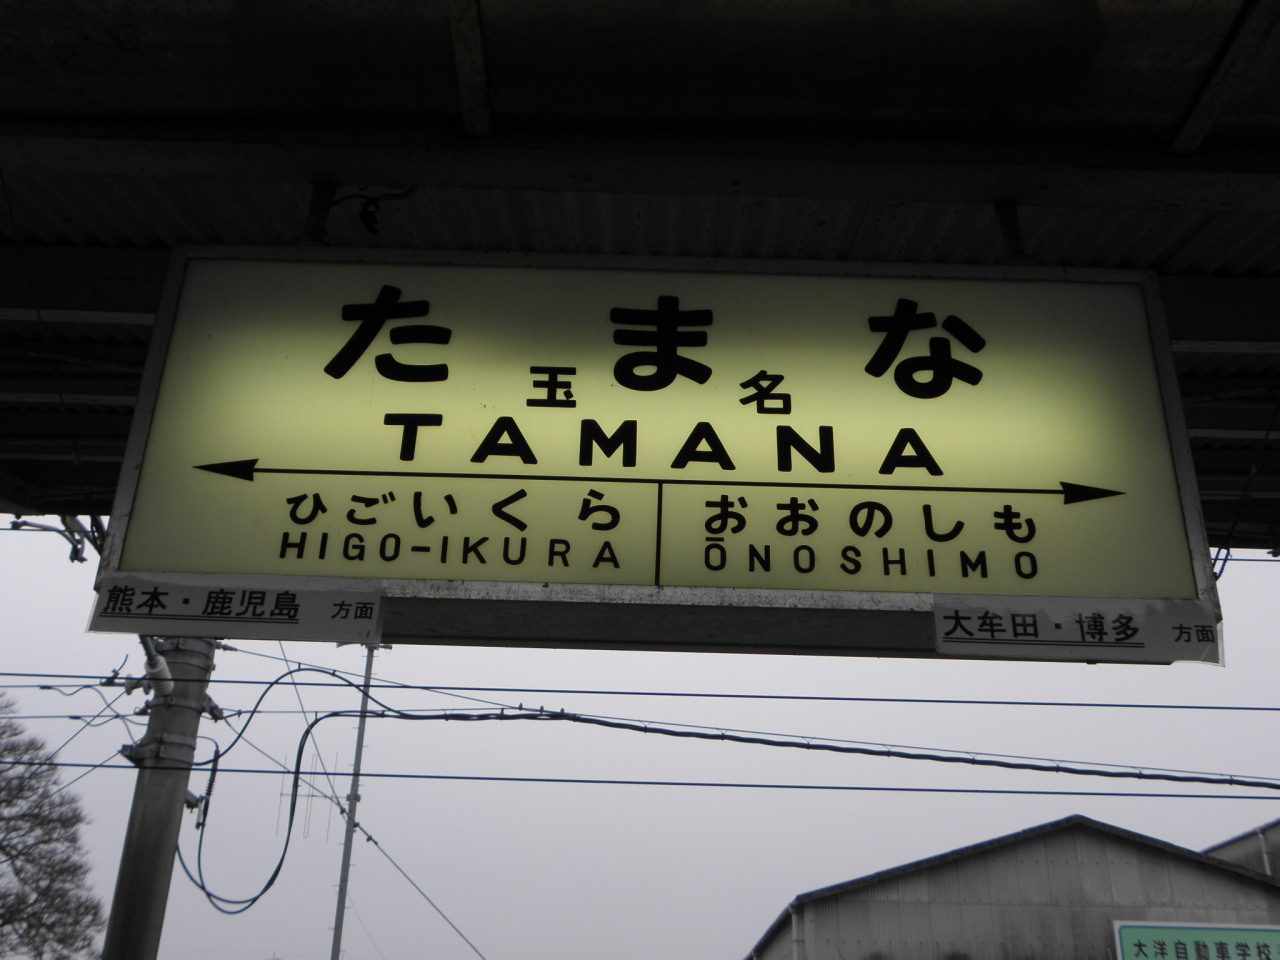 たまな
玉名
TAMANA
ひごいくら おおのしも
HIGO-IKURA ŌNOSHIMO
熊本・鹿児島 方面
大牟田・博多 方面
大洋自動車学校